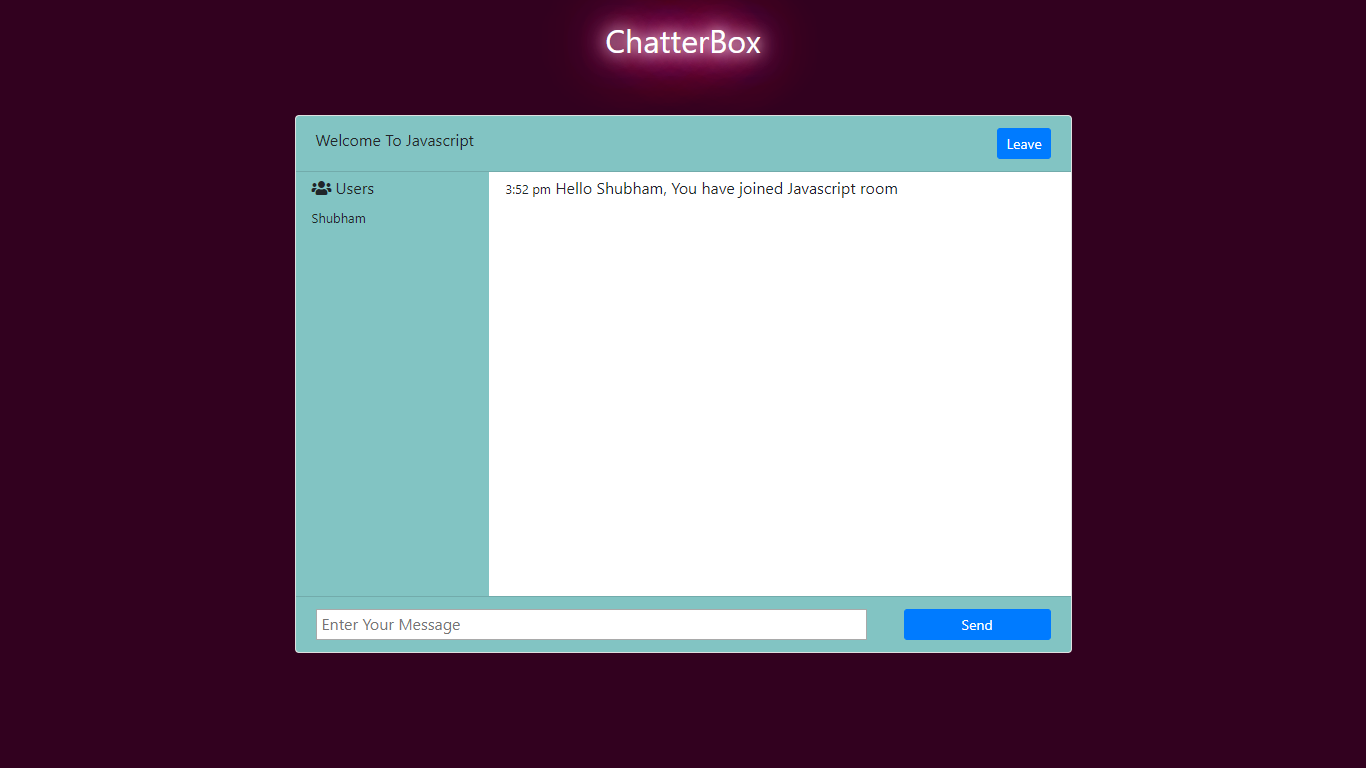 ChatterBox
Welcome To Javascript
Leave
Users
Shubham
3:52 pm Hello Shubham, You have joined Javascript room
Enter Your Message
Send